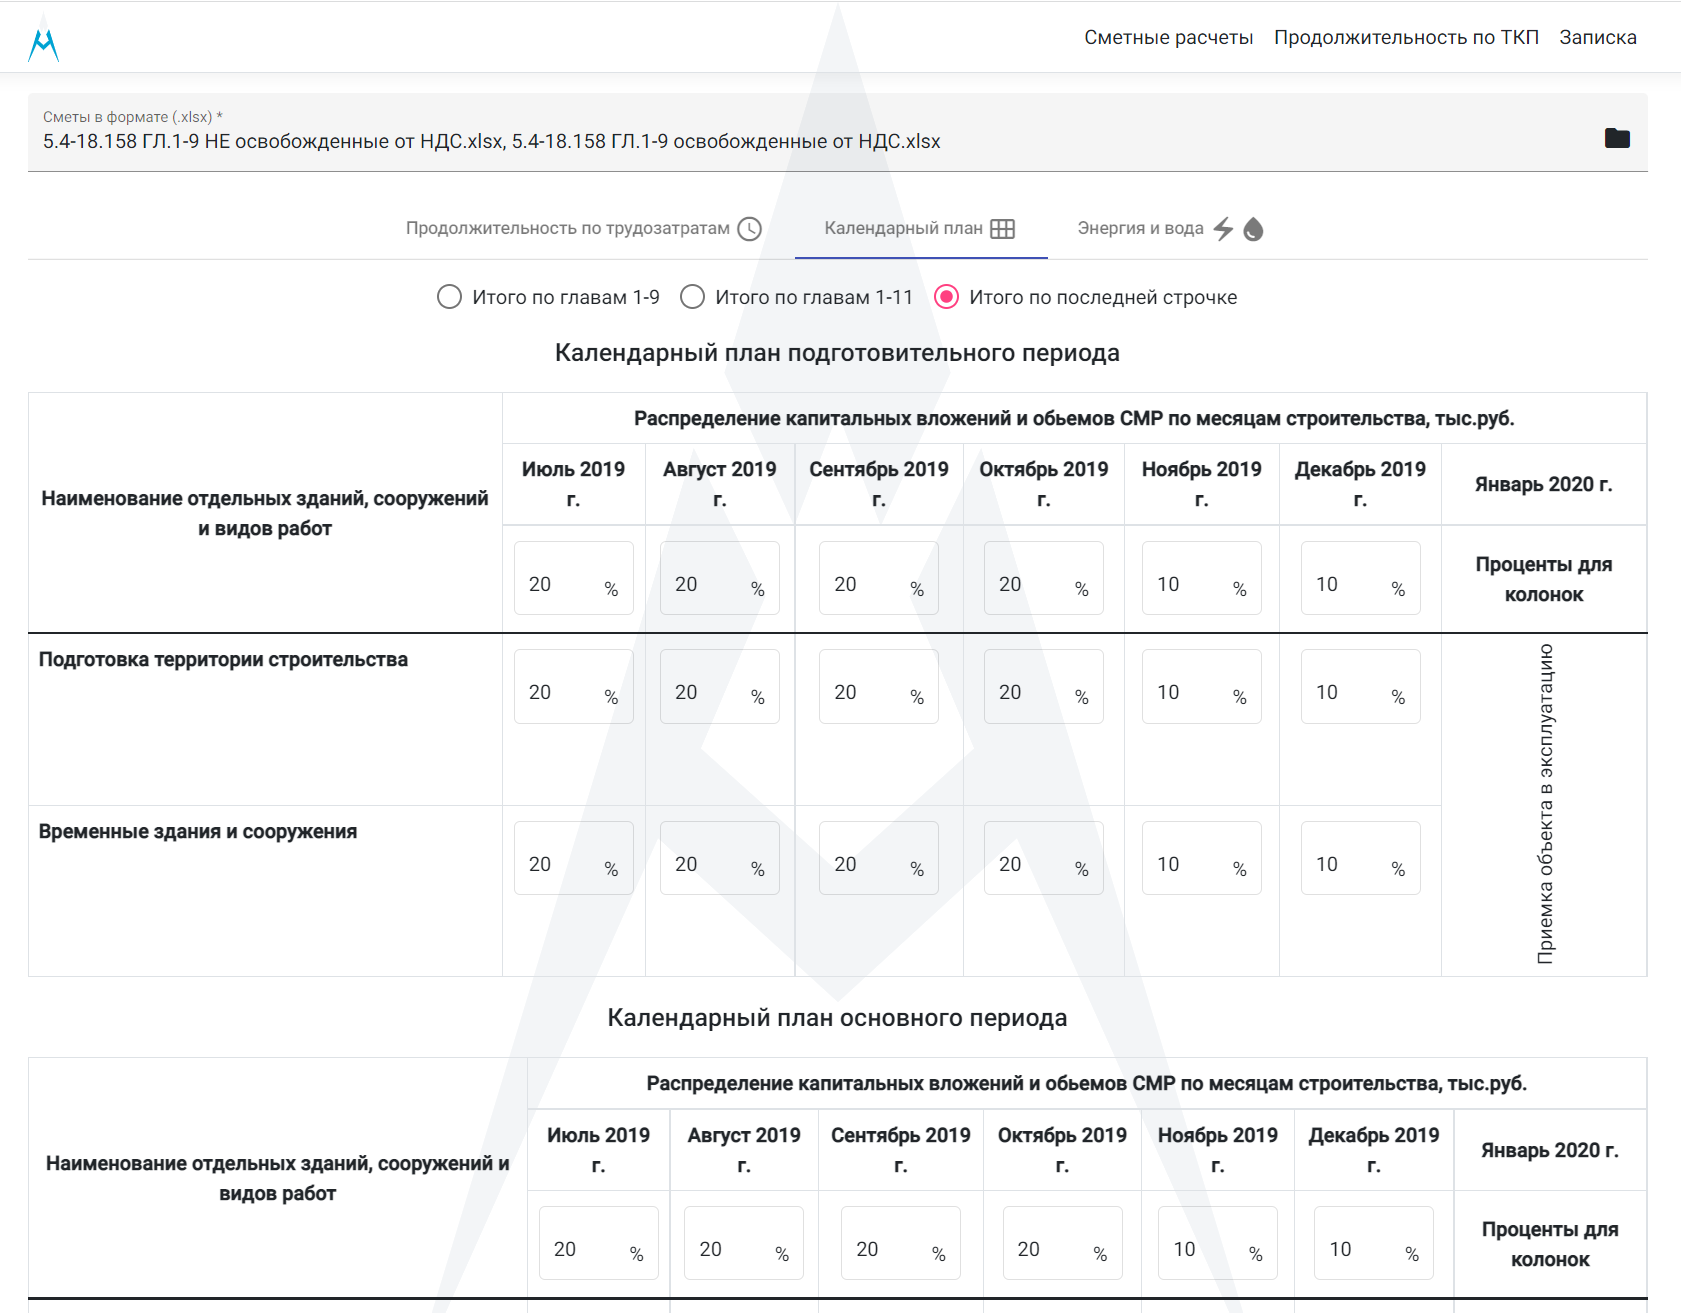 Сметные расчеты Продолжительность по ТКП Записка
Сметы в формате (.xlsx) *
5.4-18.158 ГЛ.1-9 НЕ освобожденные от НДС.xlsx, 5.4-18.158 ГЛ.1-9 освобожденные от НДС.xlsx
Продолжительность по трудозатратам Календарный план Энергия и вода
Итого по главам 1-9 Итого по главам 1-11 Итого по последней строчке
Календарный план подготовительного периода
Наименование отдельных зданий, сооружений
и видов работ
Распределение капитальных вложений и обьемов СМР по месяцам строительства, тыс.руб.
Июль 2019
г.
Август 2019
г.
Сентябрь 2019
г.
Октябрь 2019
г.
Ноябрь 2019
г.
Декабрь 2019
г.
Январь 2020 г.
20 % 20 % 20 % 20 % 10 % 10 %
Проценты для
колонок
Подготовка территории строительства
20 % 20 % 20 % 20 % 10 % 10 %
Приемка объекта в эксплуатацию
Временные здания и сооружения
20 % 20 % 20 % 20 % 10 % 10 %
Календарный план основного периода
Наименование отдельных зданий, сооружений и
видов работ
Распределение капитальных вложений и обьемов СМР по месяцам строительства, тыс.руб.
Июль 2019
г.
Август 2019
г.
Сентябрь 2019
г.
Октябрь 2019
г.
Ноябрь 2019
г.
Декабрь 2019
г.
Январь 2020 г.
20 % 20 % 20 % 20 % 10 % 10 %
Проценты для
колонок